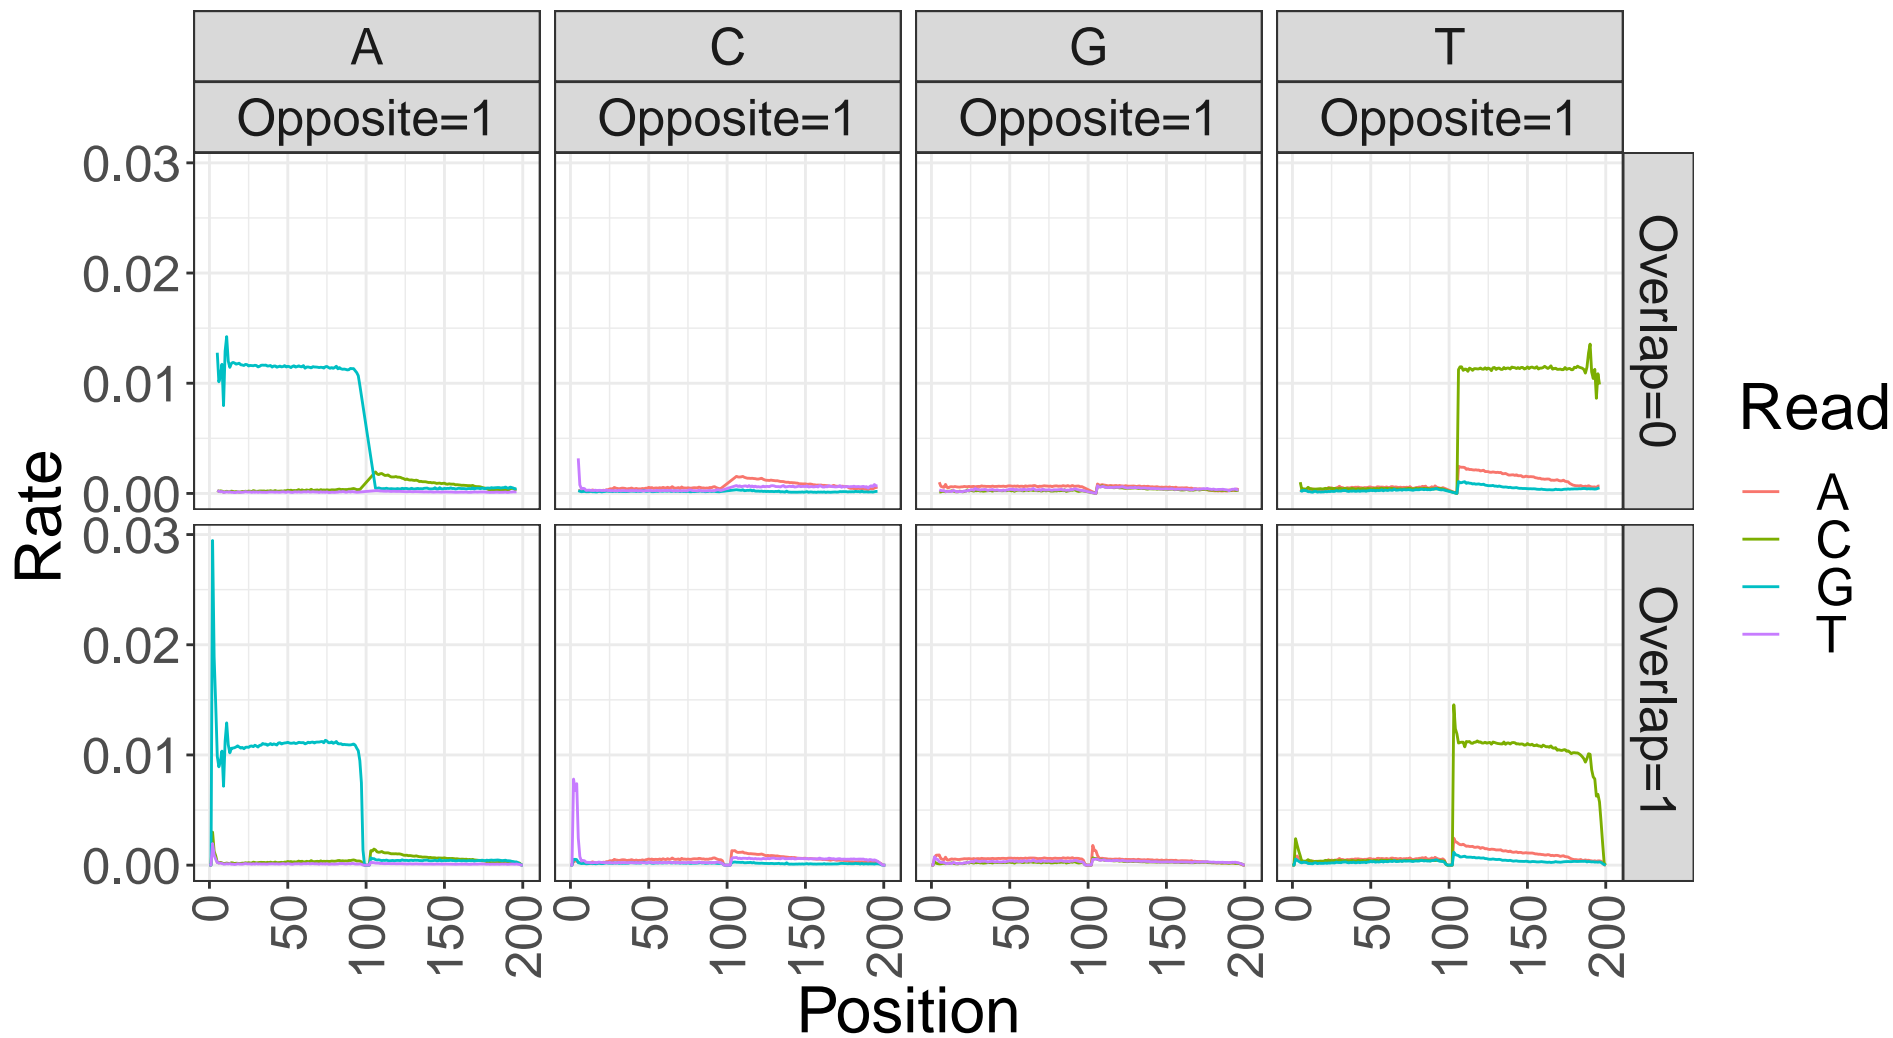 A C G T
Opposite=1 Opposite=1 Opposite=1 Opposite=1
0.03
0.02
0.01
0.00
Overlap=0
0.03
0.02
0.01
0.00
Overlap=1
Rate
0 50 100 150 200 0 50 100 150 200 0 50 100 150 200 0 50 100 150 200
Position
Read
A
C
G
T